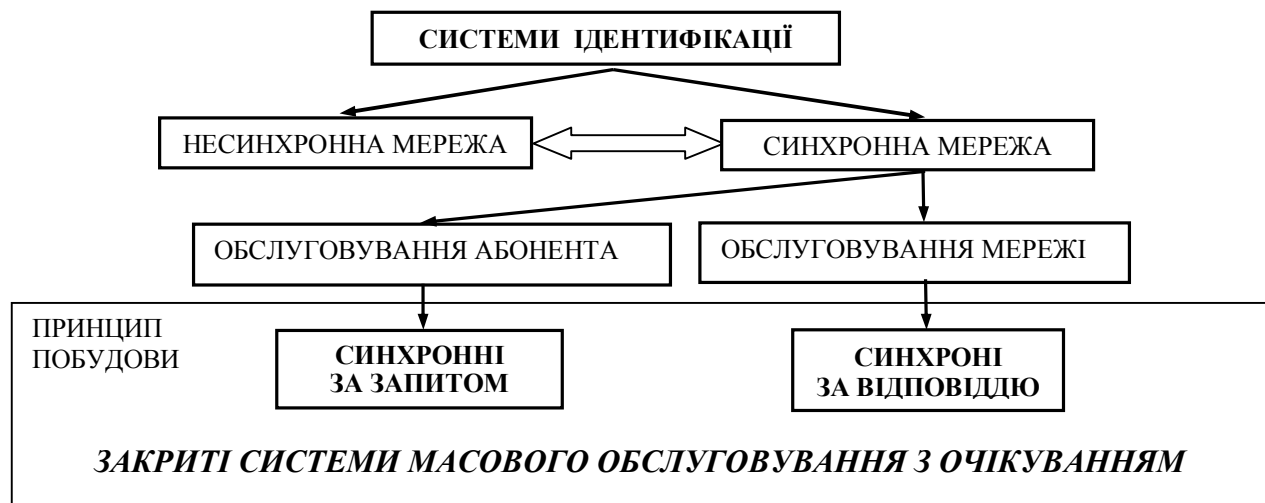 СИСТЕМИ ІДЕНТИФІКАЦІЇ
НЕСИНХРОННА МЕРЕЖА
СИНХРОННА МЕРЕЖА
ОБСЛУГОВУВАННЯ АБОНЕНТА
ОБСЛУГОВУВАННЯ МЕРЕЖІ
ПРИНЦИП
ПОБУДОВИ
СИНХРОННІ
ЗА ЗАПИТОМ
СИНХРОНІ
ЗА ВІДПОВІДДЮ
ЗАКРИТІ СИСТЕМИ МАСОВОГО ОБСЛУГОВУВАННЯ З ОЧІКУВАННЯМ